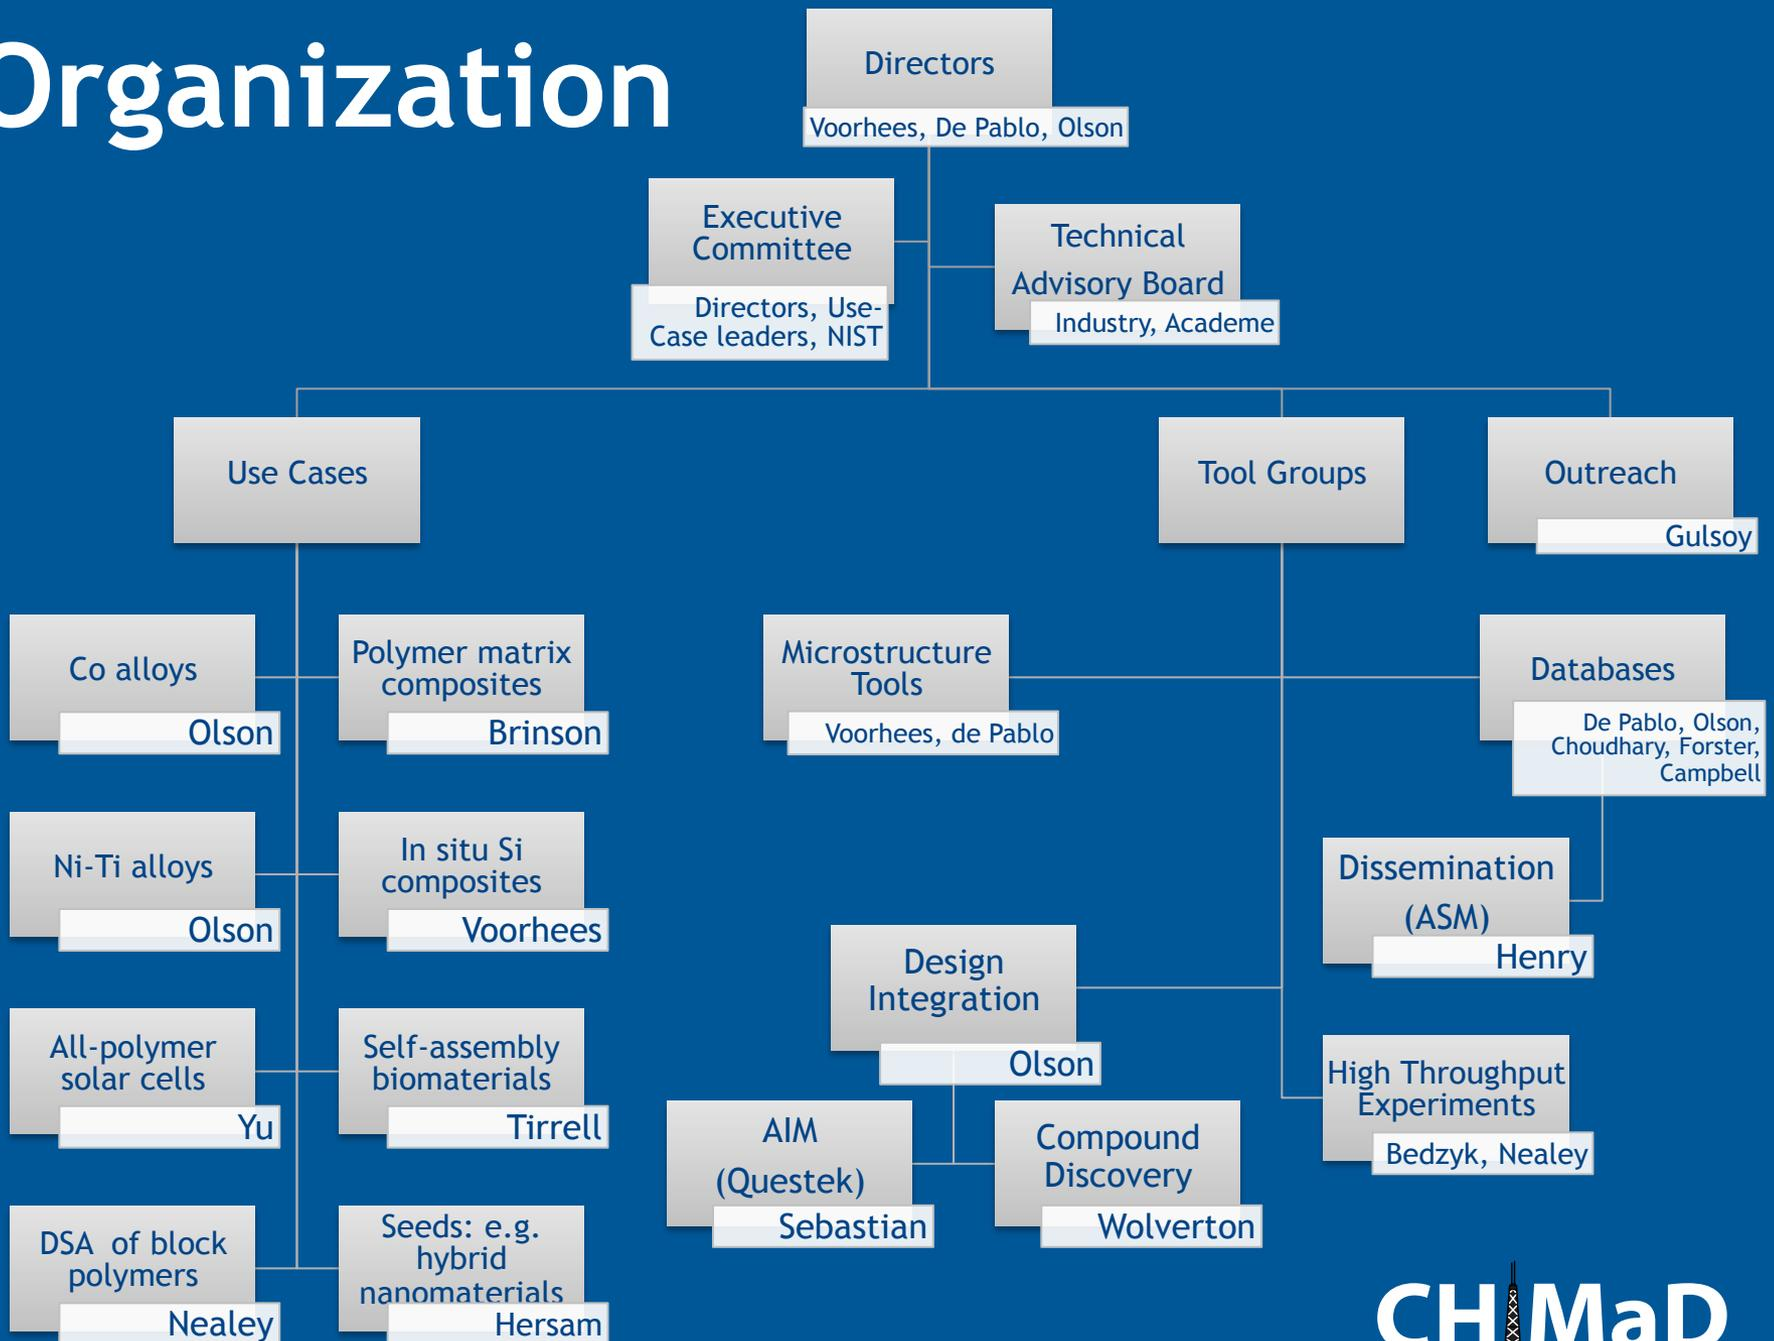 Organization
Directors
Voorhees, De Pablo, Olson
Executive
Committee
Directors, Use-
Case leaders, NIST
Technical
Advisory Board
Industry, Academe
Use Cases
Tool Groups
Outreach
Gulsoy
Co alloys
Olson
Polymer matrix
composites
Brinson
Microstructure
Tools
Voorhees, de Pablo
Databases
De Pablo, Olson,
Choudhary, Forster,
Campbell
Ni-Ti alloys
Olson
In situ Si
composites
Voorhees
Dissemination
(ASM)
Henry
Design
Integration
Olson
All-polymer
solar cells
Yu
Self-assembly
biomaterials
Tirrell
High Throughput
Experiments
Bedzyk, Nealey
AIM
(Questek)
Sebastian
Compound
Discovery
Wolverton
DSA of block
polymers
Nealey
Seeds: e.g.
hybrid
nanomaterials
Hersam
CHiMaD